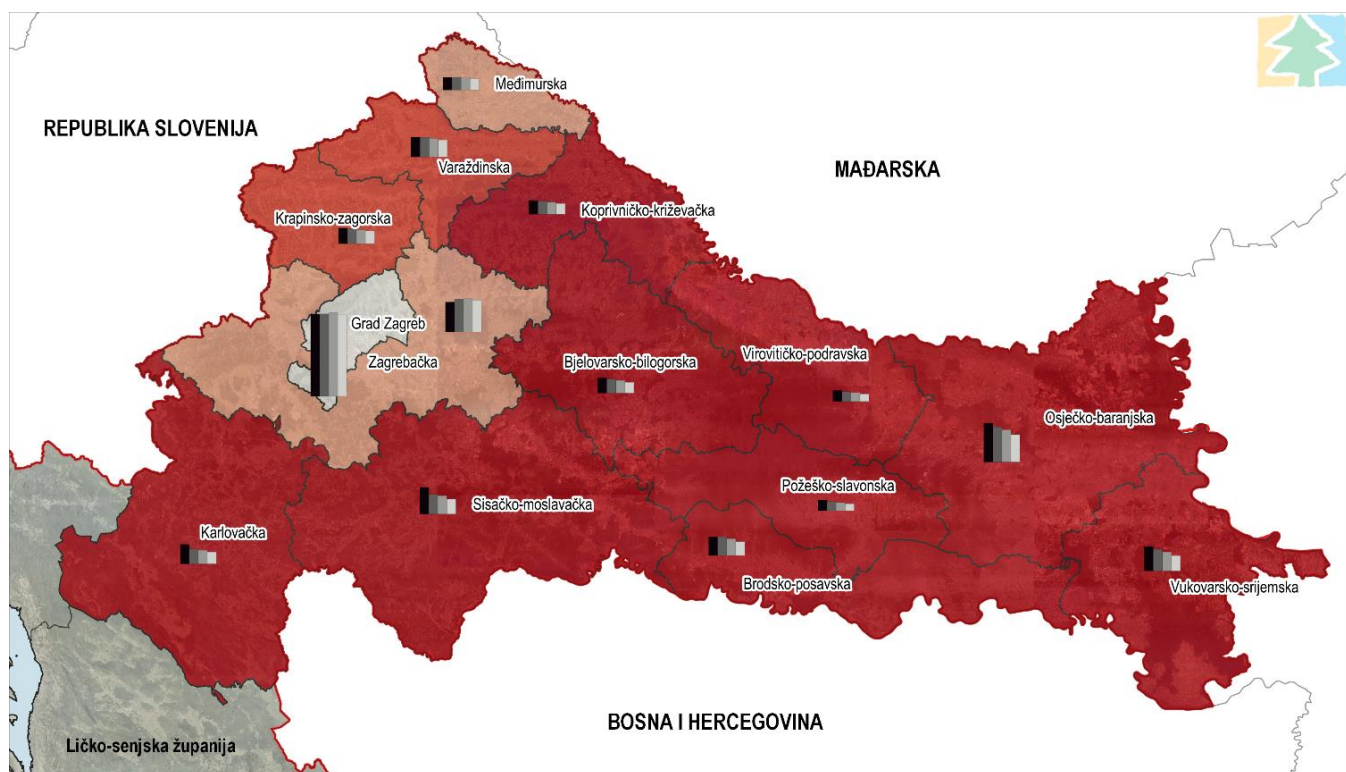 Međimurska
REPUBLIKA SLOVENIJA
Varaždinska
MAĐARSKA
Krapinsko-zagorska
Koprivničko-križevačka
Grad Zagreb
Zagrebačka
Bjelovarsko-bilogorska
Virovitičko-podravska
Osječko-baranjska
Požeško-slavonska
Sisačko-moslavačka
Karlovačka
Brodsko-posavska
Vukovarsko-srijemska
BOSNA I HERCEGOVINA
Ličko-senjska županija